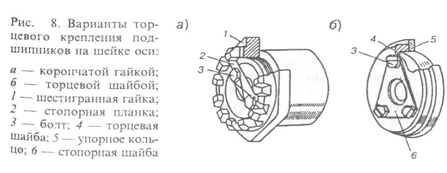 Рис. 8. Варианты тор-
цевого крепления под-
шипников на шейке оси:
а — корончатой гайкой;
б — торцевой шайбой;
1 — шестигранная гайка;
2 — стопорная планка;
3 — болт; 4 — торцевая
шайба; 5 — упорное коль-
цо; 6 — стопорная шайба
а)
1
2
3
б)
4
5
3
6